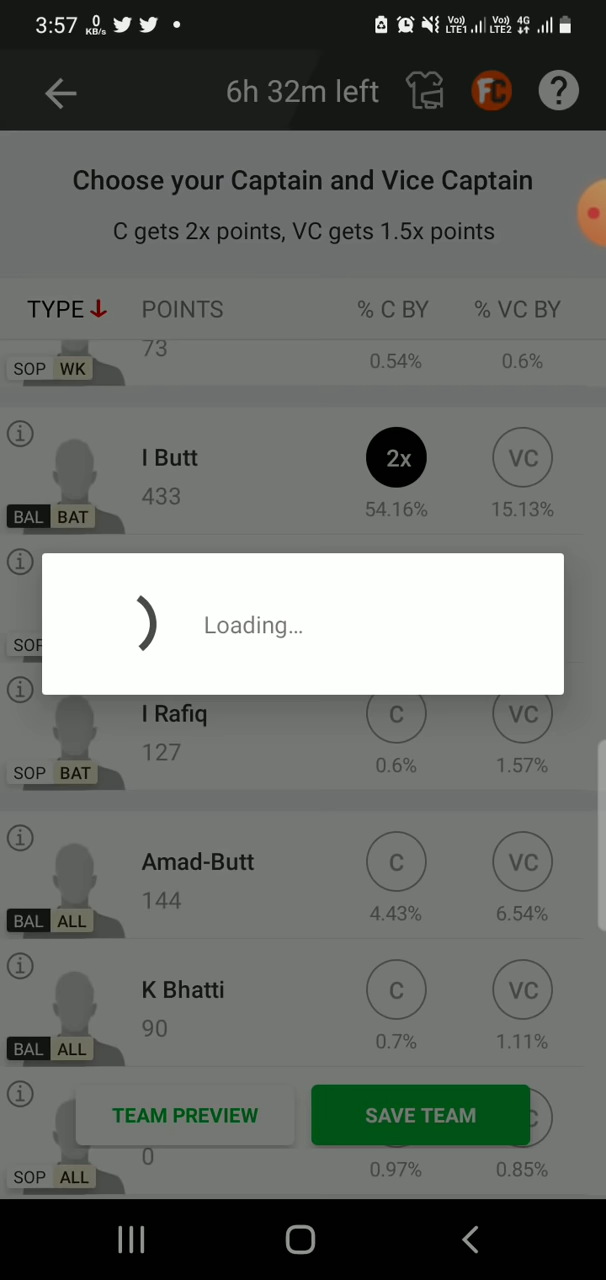 3:57 0 KB/s Vo)) LTE1 Vo)) LTE2 4G
6h 32m left FC ?
Choose your Captain and Vice Captain
C gets 2x points, VC gets 1.5x points
TYPE POINTS % C BY % VC BY
73
SOP WK 0.54% 0.6%
I Butt 2x VC
433
BAL BAT 54.16% 15.13%
Loading...
SOP
I Rafiq C VC
127
SOP BAT 0.6% 1.57%
Amad-Butt C VC
144
BAL ALL 4.43% 6.54%
K Bhatti C VC
90
BAL ALL 0.7% 1.11%
TEAM PREVIEW SAVE TEAM
0
SOP ALL 0.97% 0.85%